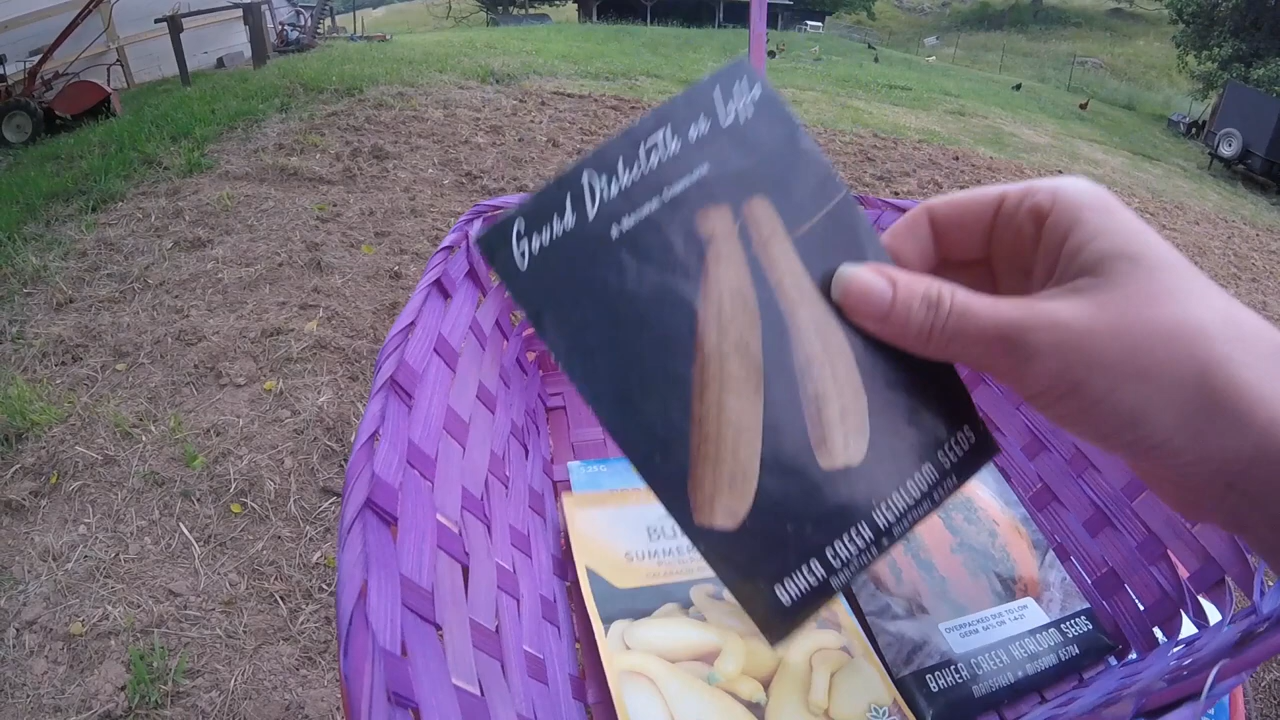 Gourd Dishcloth or Luffa
BAKER CREEK HEIRLOOM SEEDS
MANSFIELD • MISSOURI 65704
SUMMER
OVERPACKED DUE TO LOW
GERM. 64% ON 1-4-21
BAKER CREEK HEIRLOOM SEEDS
MANSFIELD • MISSOURI 65704